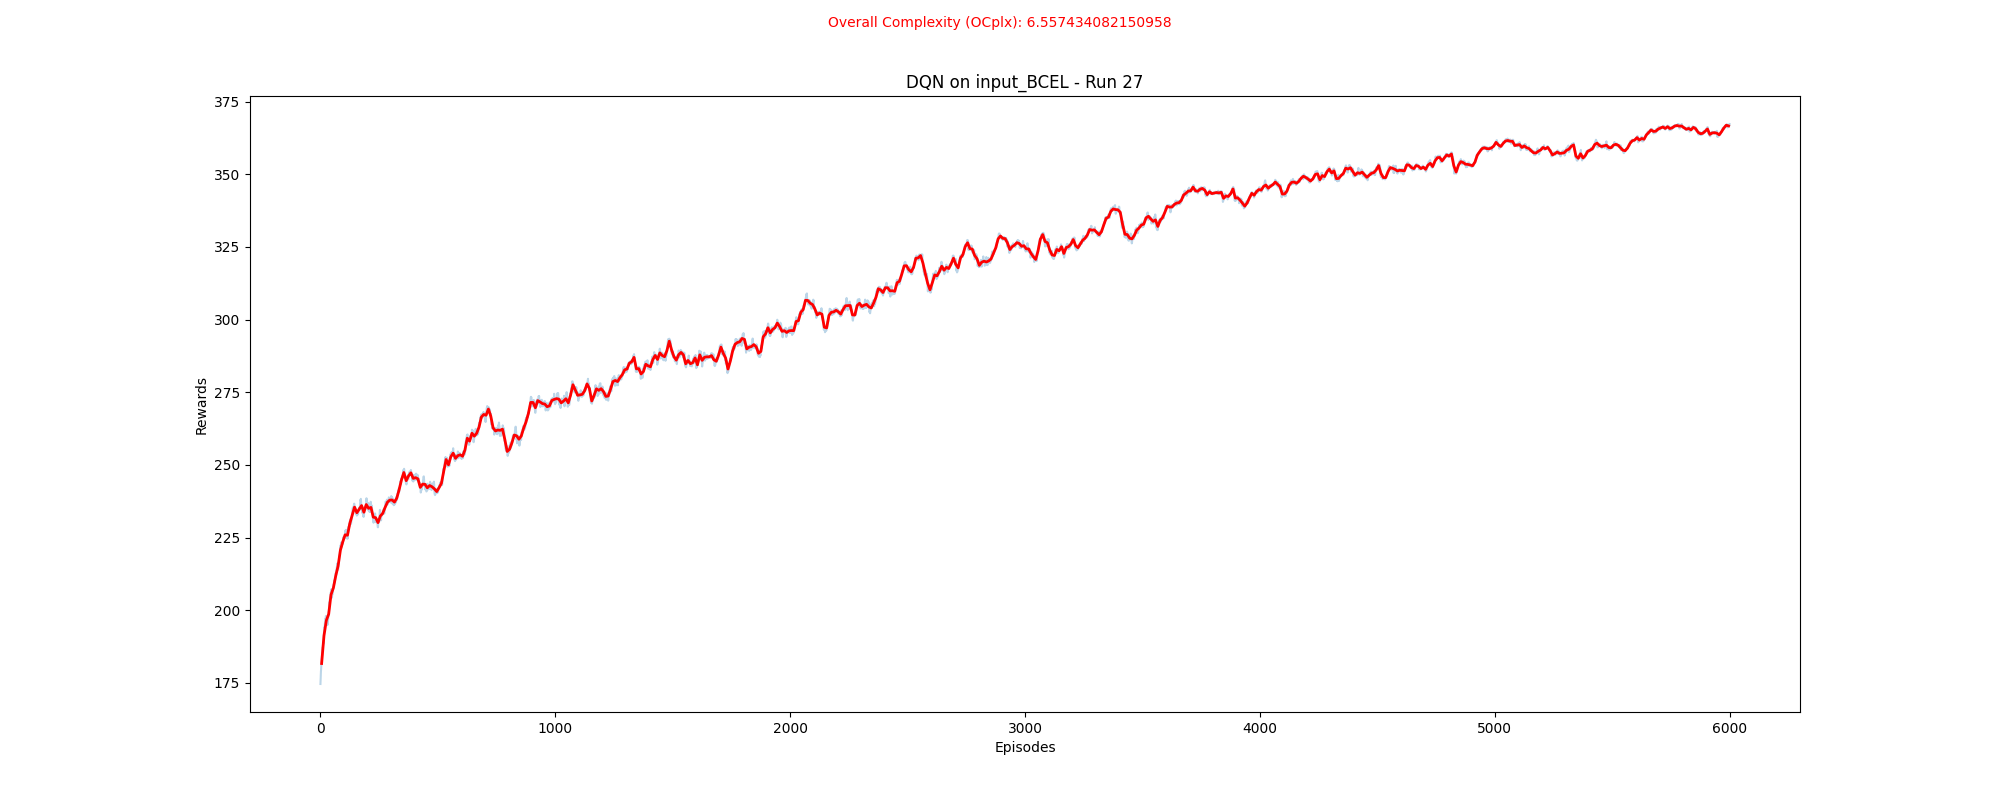 Overall Complexity (OCplx): 6.557434082150958
DQN on input_BCEL - Run 27
375
350
325
300
275
250
225
200
175
Rewards
0 1000 2000 3000 4000 5000 6000
Episodes